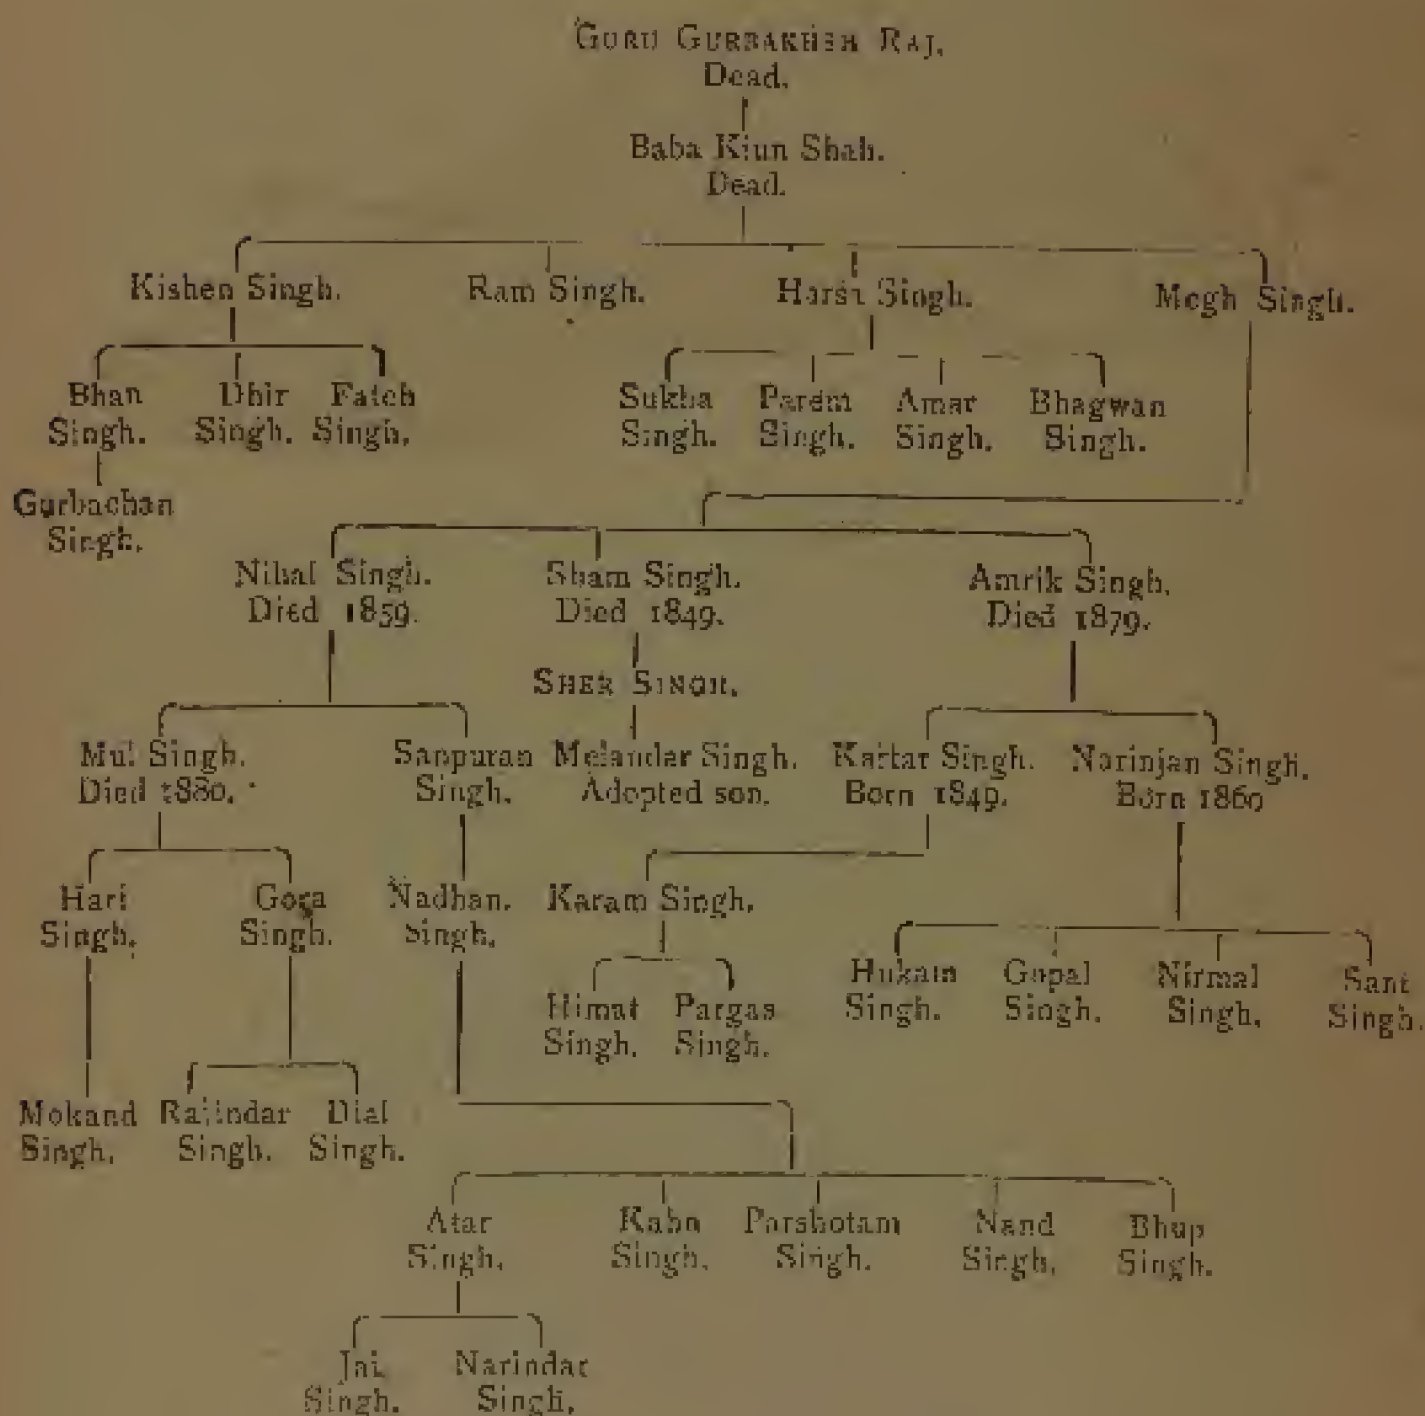 GURU GURBAKHSH RAJ.
Dead.
Baba Kiun Shah.
Dead.
Kishen Singh. Ram Singh. Harsa Singh. Megh Singh.
Bhan Dhir Fateh Sukha Parem Amar Bhagwan
Singh. Singh. Singh. Singh. Singh. Singh. Singh.
Gurbachan
Singh.
Nihal Singh. Sham Singh. Amrik Singh.
Died 1859. Died 1849. Died 1879.
SHER SINGH.
Mul Singh. Sanpuran Melandar Singh. Kartar Singh. Narinjan Singh.
Died 1880. Singh. Adopted son. Born 1849. Born 1860
Hari Gora Nadhan. Karam Singh.
Singh. Singh. Singh.
Hukam Gopal Nirmal Sant
Singh. Singh. Singh. Singh.
Himat Pargas
Singh. Singh.
Mokand Rajindar Dial
Singh. Singh. Singh.
Atar Kahn Parshotam Nand Bhup
Singh. Singh. Singh. Singh. Singh.
Jai Narindar
Singh. Singh.